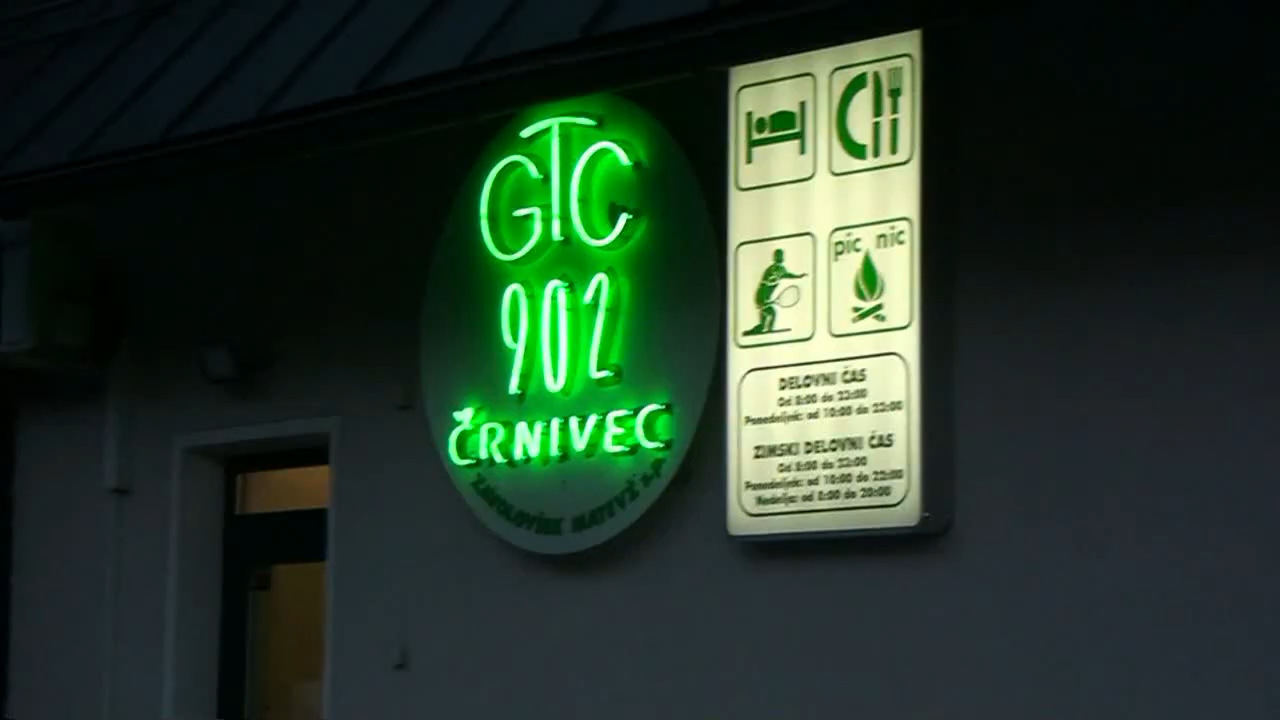 GTC
902
ČRNIVEC
MATEVŽ s.p.
pic nic
DELOVNI ČAS
Od 8:00 do 23:00
Ponedeljek: od 10:00 do 23:00
ZIMSKI DELOVNI ČAS
Od 8:00 do 22:00
Ponedeljek: od 10:00 do 22:00
Nedelja: od 8:00 do 20:00